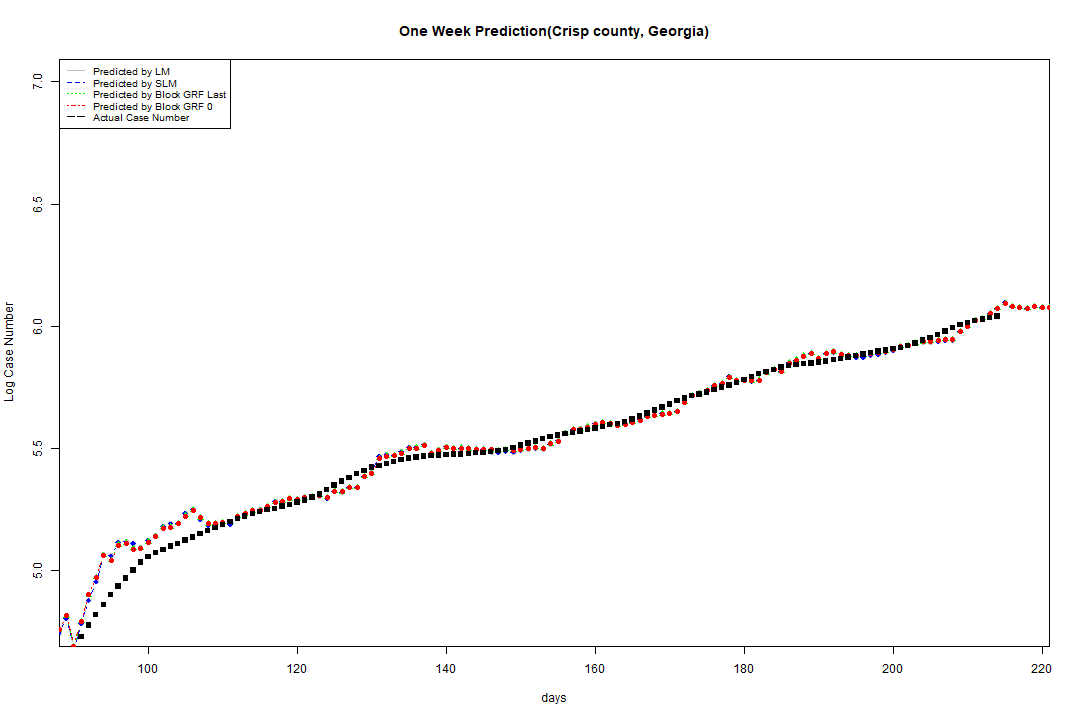 One Week Prediction(Crisp county, Georgia)
Predicted by LM
Predicted by SLM
Predicted by Block GRF Last
Predicted by Block GRF 0
Actual Case Number
7.0
6.5
6.0
5.5
5.0
Log Case Number
100 120 140 160 180 200 220
days